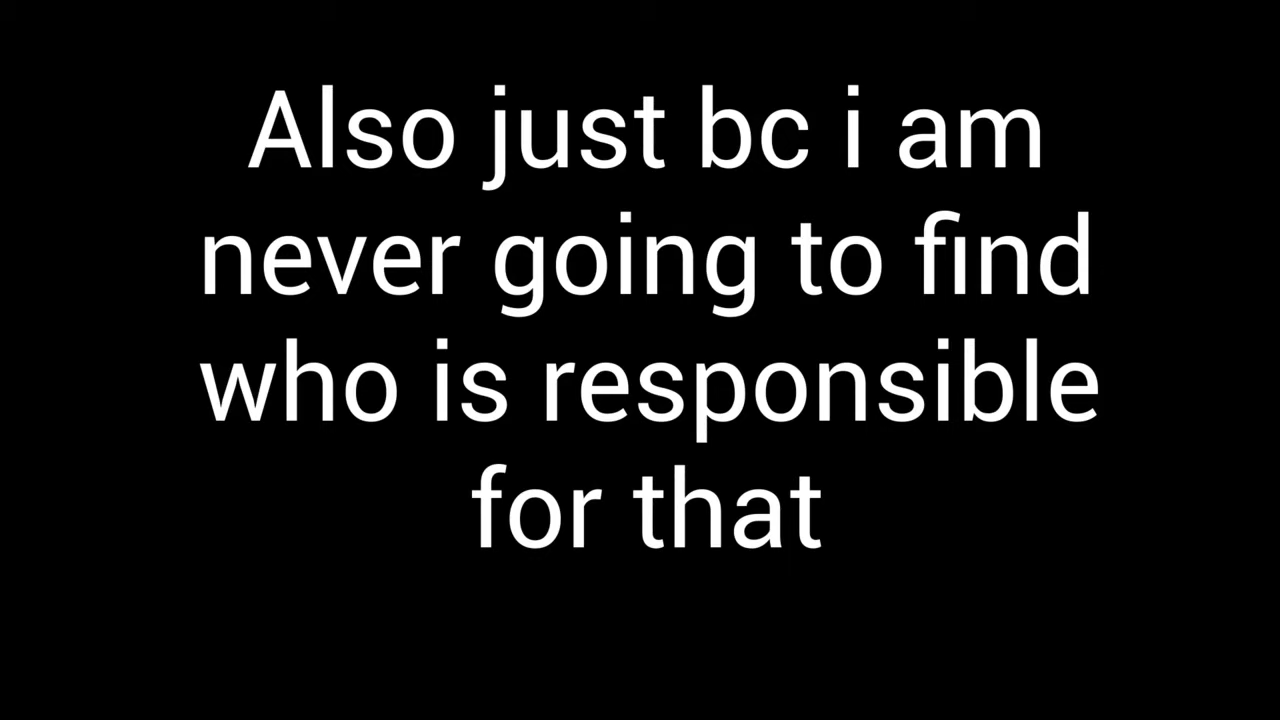 Also just bc i am
never going to find
who is responsible
for that